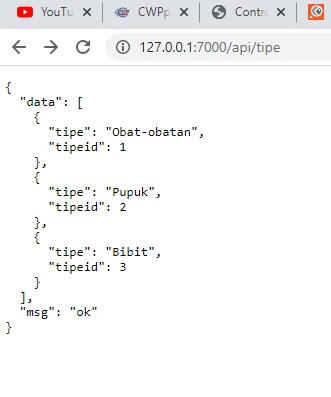 YouTu
CWPp
Contro
127.0.0.1:7000/api/tipe
{
"data": [
{
"tipe": "Obat-obatan",
"tipeid": 1
},
{
"tipe": "Pupuk",
"tipeid": 2
},
{
"tipe": "Bibit",
"tipeid": 3
}
],
"msg": "ok"
}